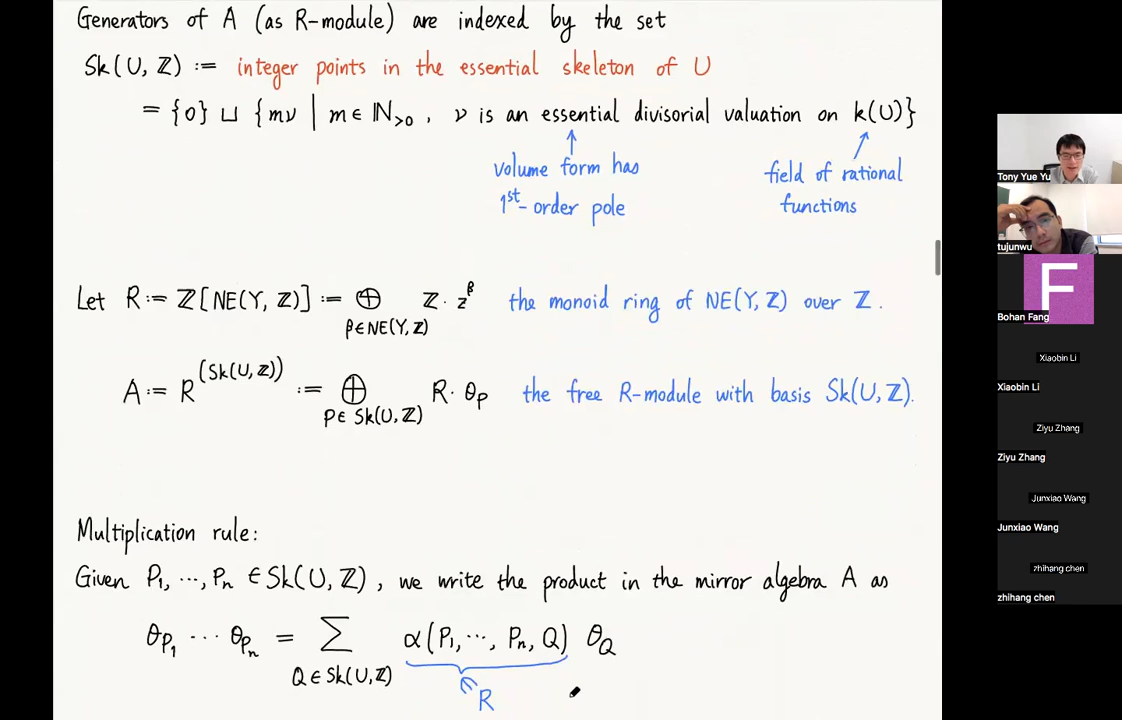 Generators of A (as R-module) are indexed by the set
Sk(U, ℤ) := integer points in the essential skeleton of U
= {0} ⊔ {mν | m ∈ ℕ>0, ν is an essential divisorial valuation on k(U)}
volume form has
1st-order pole
field of rational
functions
Let R := ℤ[NE(Y, ℤ)] := ⊕ ℤ · z^β the monoid ring of NE(Y, ℤ) over ℤ.
β ∈ NE(Y, ℤ)
A := R^(Sk(U, ℤ)) := ⊕ R · θ_P the free R-module with basis Sk(U, ℤ).
P ∈ Sk(U, ℤ)
Multiplication rule:
Given P₁, ⋯, Pₙ ∈ Sk(U, ℤ), we write the product in the mirror algebra A as
θ_P₁ ⋯ θ_Pₙ = ∑ α(P₁, ⋯, Pₙ, Q) θ_Q
Q ∈ Sk(U, ℤ)
R
Tony Yue Yu
tujunwu
F
Bohan Fang
Xiaobin Li
Xiaobin Li
Ziyu Zhang
Ziyu Zhang
Junxiao Wang
Junxiao Wang
zhihang chen
zhihang chen